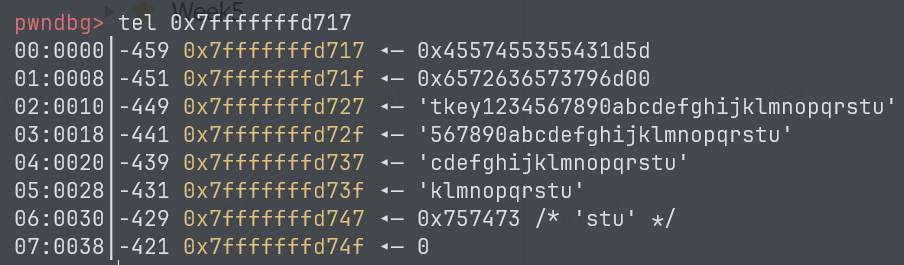 Week5
pwndbg> tel 0x7fffffffd717
00:0000│-459 0x7fffffffd717 ◂— 0x4557455355431d5d
01:0008│-451 0x7fffffffd71f ◂— 0x6572636573796d00
02:0010│-449 0x7fffffffd727 ◂— 'tkey1234567890abcdefghijklmnopqrstu'
03:0018│-441 0x7fffffffd72f ◂— '567890abcdefghijklmnopqrstu'
04:0020│-439 0x7fffffffd737 ◂— 'cdefghijklmnopqrstu'
05:0028│-431 0x7fffffffd73f ◂— 'klmnopqrstu'
06:0030│-429 0x7fffffffd747 ◂— 0x757473 /* 'stu' */
07:0038│-421 0x7fffffffd74f ◂— 0